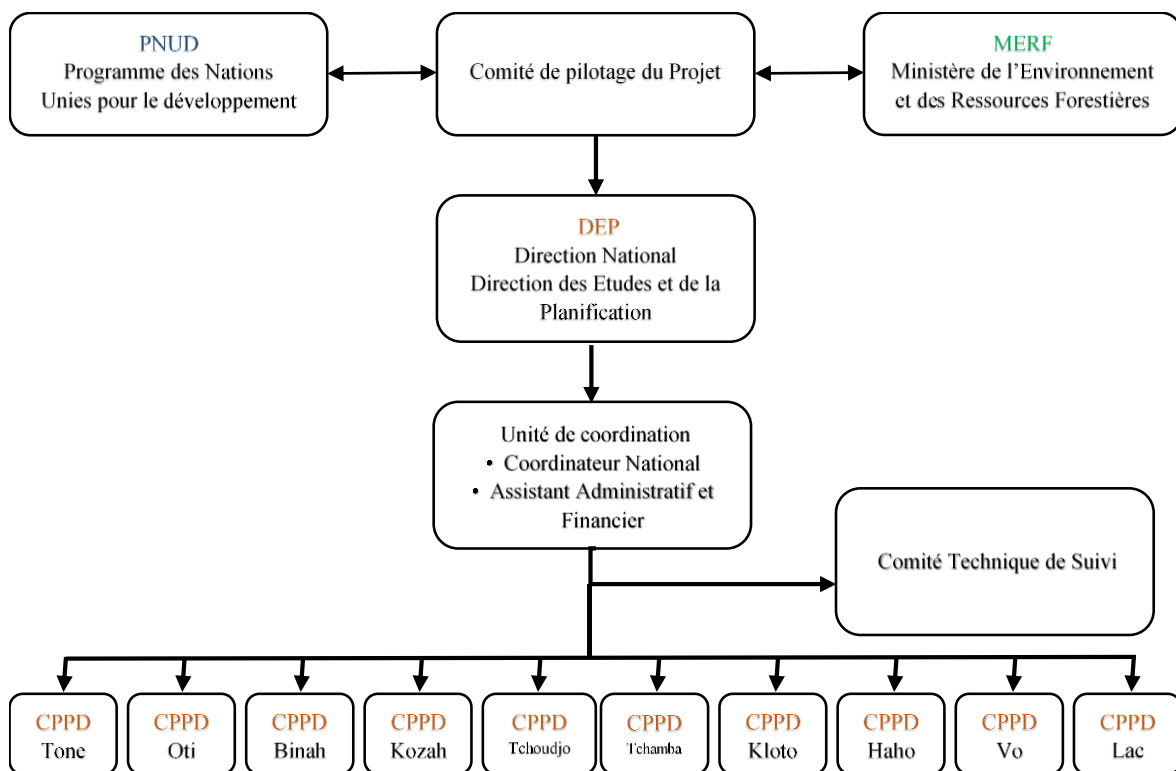 PNUD
Programme des Nations
Unies pour le développement
Comité de pilotage du Projet
MERF
Ministère de l'Environnement
et des Ressources Forestières
DEP
Direction National
Direction des Etudes et de la
Planification
Unité de coordination
• Coordinateur National
• Assistant Administratif et
Financier
Comité Technique de Suivi
CPPD
Tone
CPPD
Oti
CPPD
Binah
CPPD
Kozah
CPPD
Tchoudjo
CPPD
Tchamba
CPPD
Kloto
CPPD
Haho
CPPD
Vo
CPPD
Lac